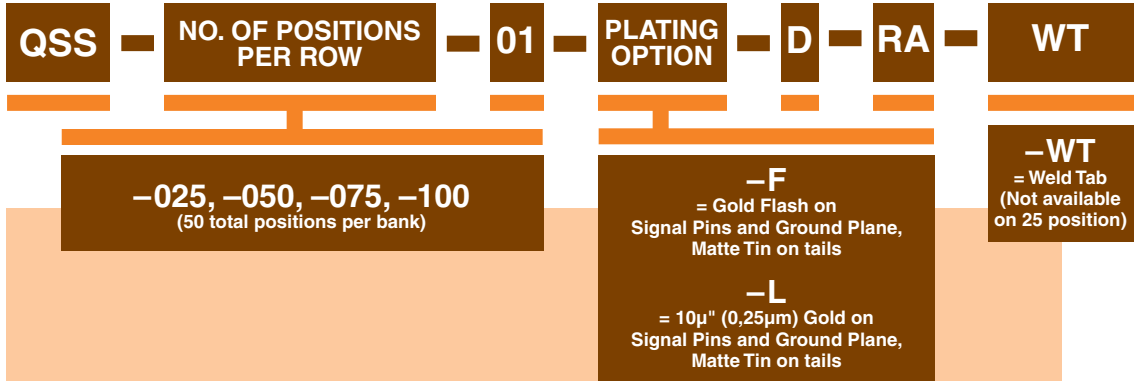 QSS – NO. OF POSITIONS PER ROW – 01 – PLATING OPTION – D – RA – WT
–025, –050, –075, –100
(50 total positions per bank)
–F
= Gold Flash on
Signal Pins and Ground Plane,
Matte Tin on tails
–L
= 10µ" (0,25µm) Gold on
Signal Pins and Ground Plane,
Matte Tin on tails
–WT
= Weld Tab
(Not available
on 25 position)